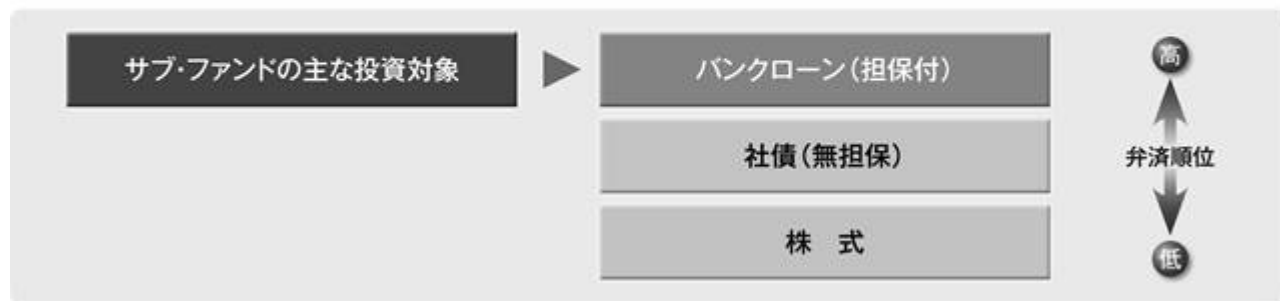 サブ・ファンドの主な投資対象
バンクローン(担保付)
高
社債(無担保)
弁済順位
株　式
低